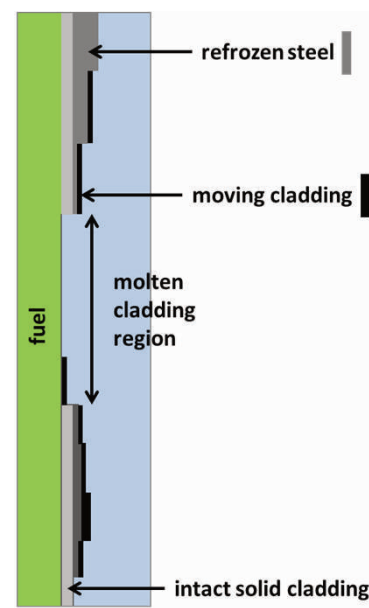 refrozen steel
moving cladding
molten
cladding
region
fuel
intact solid cladding